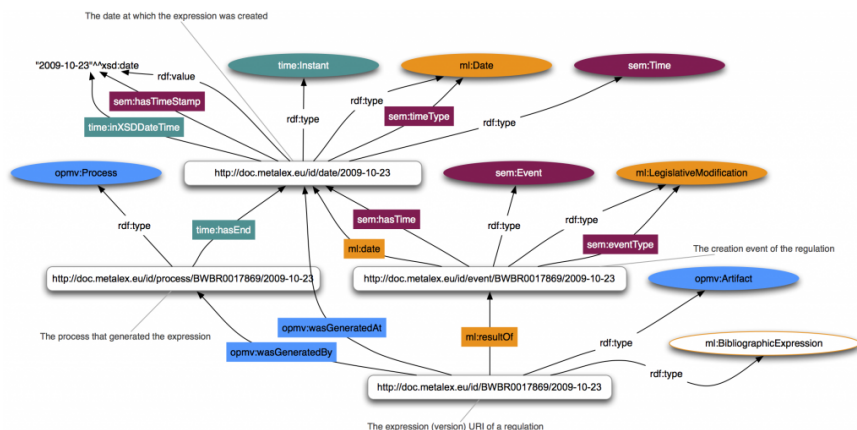 The date at which the expression was created
"2009-10-23"^^xsd:date
rdf:value
time:Instant
ml:Date
sem:Time
sem:hasTimeStamp
time:inXSDDateTime
rdf:type
rdf:type
sem:timeType
rdf:type
opmv:Process
http://doc.metalex.eu/id/date/2009-10-23
sem:Event
ml:LegislativeModification
rdf:type
time:hasEnd
sem:hasTime
ml:date
rdf:type
rdf:type
sem:eventType
The creation event of the regulation
http://doc.metalex.eu/id/process/BWBR0017869/2009-10-23
http://doc.metalex.eu/id/event/BWBR0017869/2009-10-23
opmv:Artifact
The process that generated the expression
opmv:wasGeneratedAt
opmv:wasGeneratedBy
ml:resultOf
rdf:type
ml:BibliographicExpression
rdf:type
http://doc.metalex.eu/id/BWBR0017869/2009-10-23
The expression (version) URI of a regulation